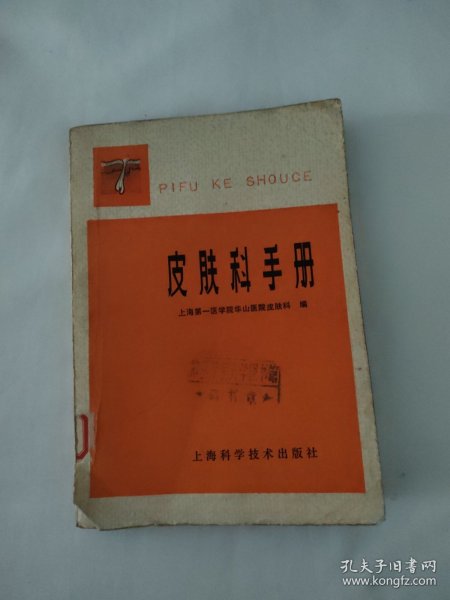 PIFU KE SHOUCE
皮肤科手册
上海第一医学院华山医院皮肤科 编
上海科学技术出版社
孔夫子旧书网
www.kongfz.com